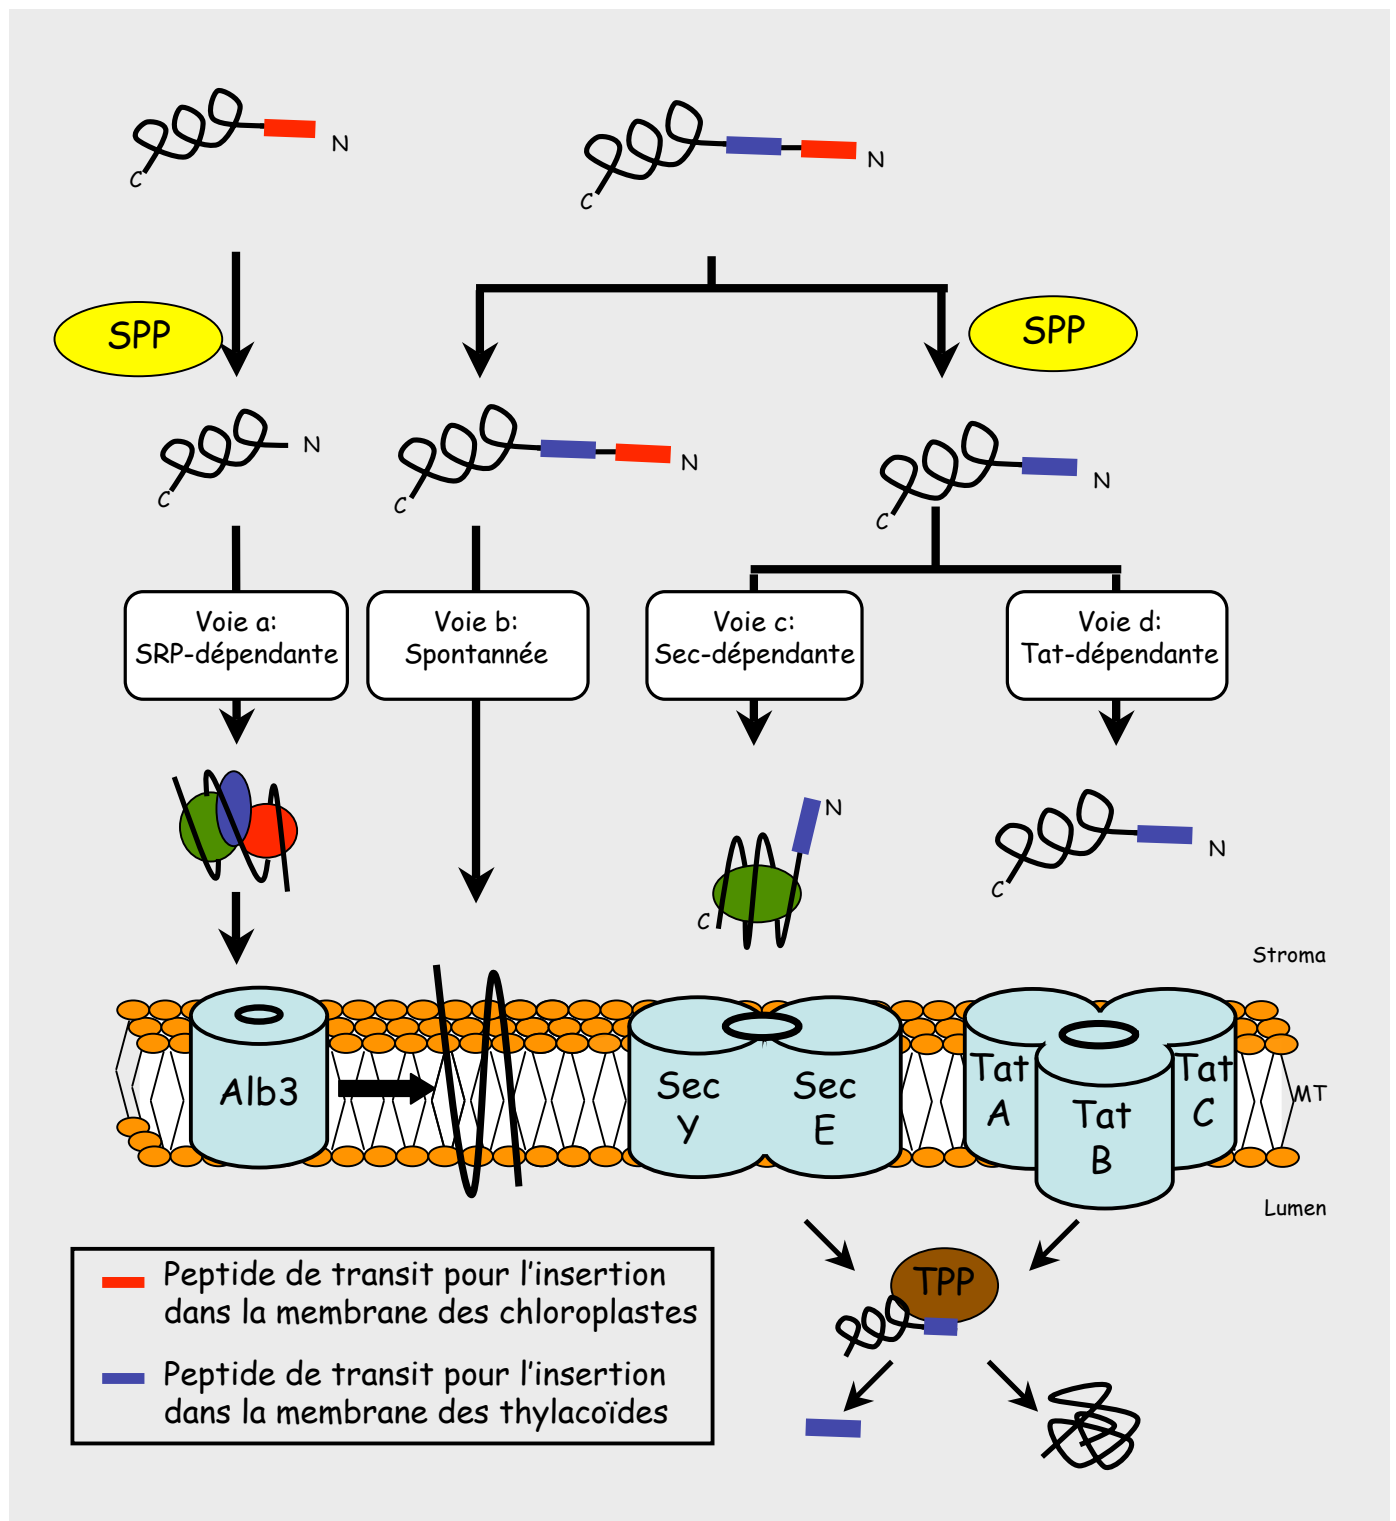 N
C
N
C
SPP
SPP
N
C
N
C
N
C
Voie a:
SRP-dépendante
Voie b:
Spontannée
Voie c:
Sec-dépendante
Voie d:
Tat-dépendante
N
C
N
C
Stroma
Alb3
Sec
Y
Sec
E
Tat
A
Tat
B
Tat
C
MT
Lumen
TPP
Peptide de transit pour l'insertion
dans la membrane des chloroplastes
Peptide de transit pour l'insertion
dans la membrane des thylacoïdes